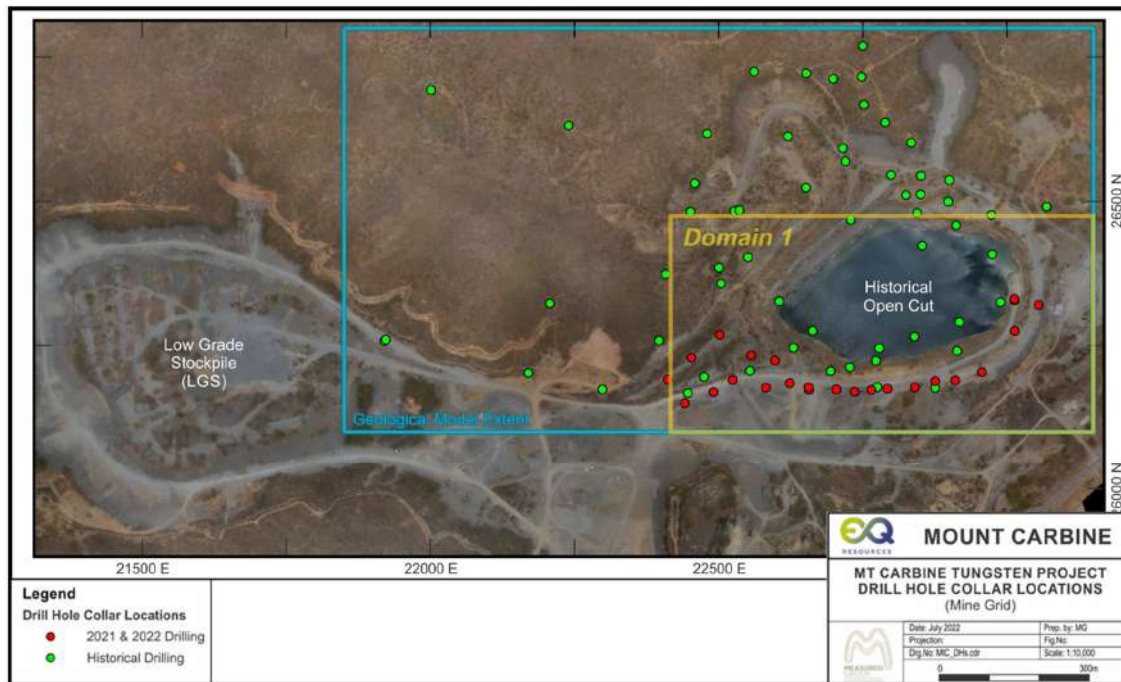 Domain 1
26500 N
Historical
Open Cut
Low Grade
Stockpile
(LGS)
Geological Model Extent
26000 N
21500 E
22000 E
22500 E
Legend
Drill Hole Collar Locations
2021 & 2022 Drilling
Historical Drilling
EQ
RESOURCES
MOUNT CARBINE
MT CARBINE TUNGSTEN PROJECT
DRILL HOLE COLLAR LOCATIONS
(Mine Grid)
MEASURED
Date: July 2022
Prep. by: MG
Projection:
Fig.No:
Drg.No: MC_DHs.cdr
Scale: 1:10,000
0
300m